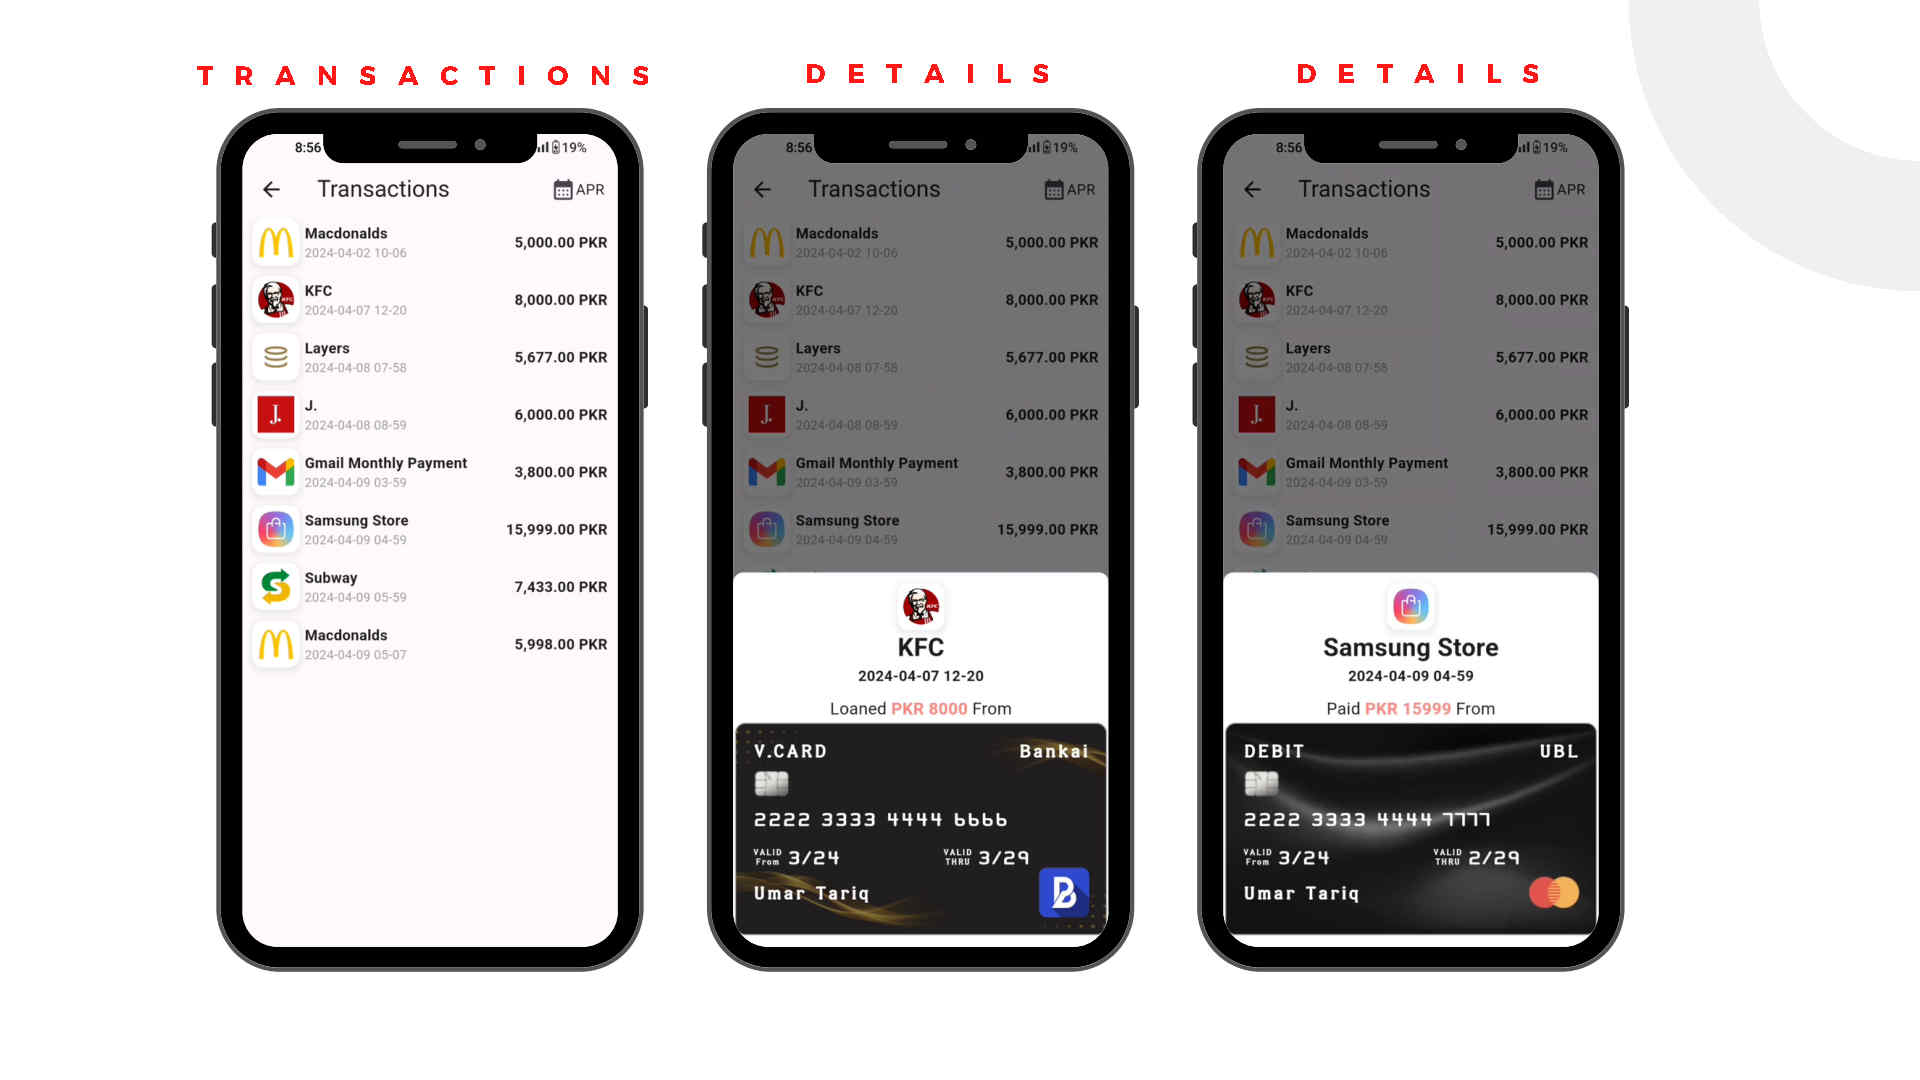 TRANSACTIONS
8:56
19%
Transactions
APR
Macdonalds
2024-04-02 10-06
5,000.00 PKR
KFC
2024-04-07 12-20
8,000.00 PKR
Layers
2024-04-08 07-58
5,677.00 PKR
J.
2024-04-08 08-59
6,000.00 PKR
Gmail Monthly Payment
2024-04-09 03-59
3,800.00 PKR
Samsung Store
2024-04-09 04-59
15,999.00 PKR
Subway
2024-04-09 05-59
7,433.00 PKR
Macdonalds
2024-04-09 05-07
5,998.00 PKR
DETAILS
8:56
19%
Transactions
APR
Macdonalds
2024-04-02 10-06
5,000.00 PKR
KFC
2024-04-07 12-20
8,000.00 PKR
Layers
2024-04-08 07-58
5,677.00 PKR
J.
2024-04-08 08-59
6,000.00 PKR
Gmail Monthly Payment
2024-04-09 03-59
3,800.00 PKR
Samsung Store
2024-04-09 04-59
15,999.00 PKR
KFC
2024-04-07 12-20
Loaned PKR 8000 From
V.CARD
Bankai
2222 3333 4444 6666
VALID From 3/24
VALID THRU 3/29
Umar Tariq
B
DETAILS
8:56
19%
Transactions
APR
Macdonalds
2024-04-02 10-06
5,000.00 PKR
KFC
2024-04-07 12-20
8,000.00 PKR
Layers
2024-04-08 07-58
5,677.00 PKR
J.
2024-04-08 08-59
6,000.00 PKR
Gmail Monthly Payment
2024-04-09 03-59
3,800.00 PKR
Samsung Store
2024-04-09 04-59
15,999.00 PKR
Samsung Store
2024-04-09 04-59
Paid PKR 15999 From
DEBIT
UBL
2222 3333 4444 7777
VALID From 3/24
VALID THRU 2/29
Umar Tariq